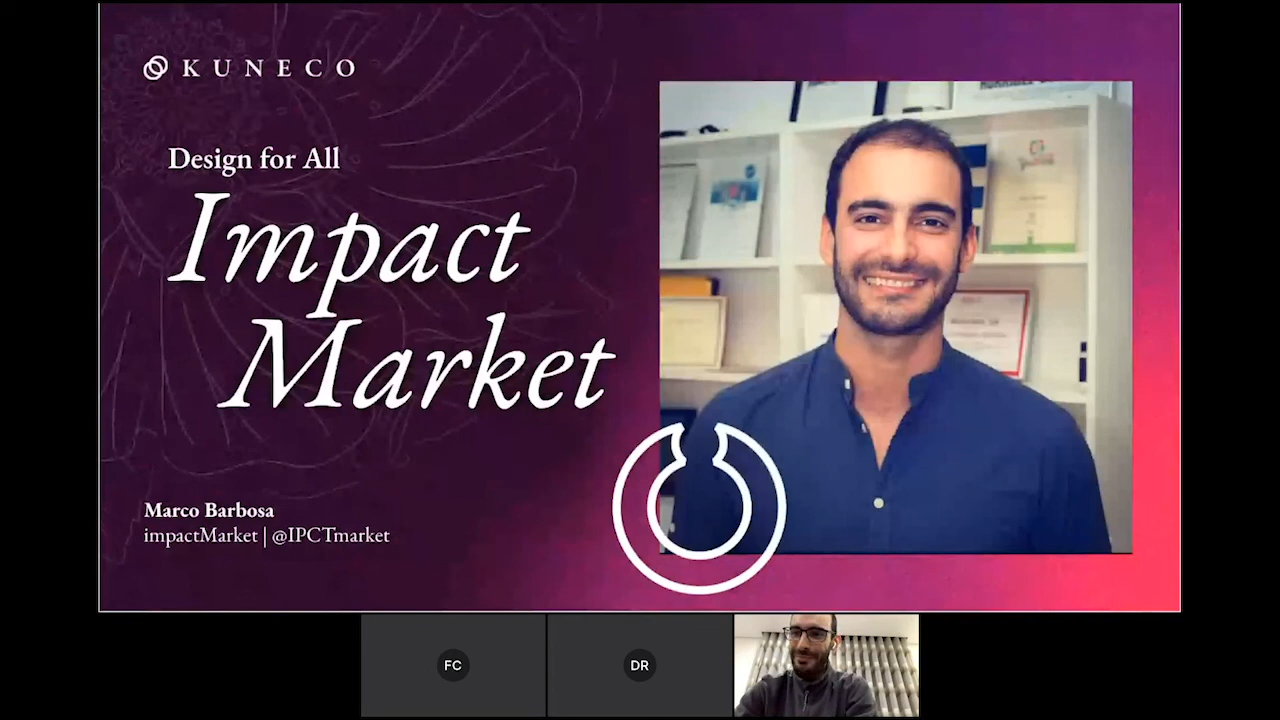 KUNECO
Design for All
Impact
Market
Marco Barbosa
impactMarket | @IPCTmarket
FC
DR